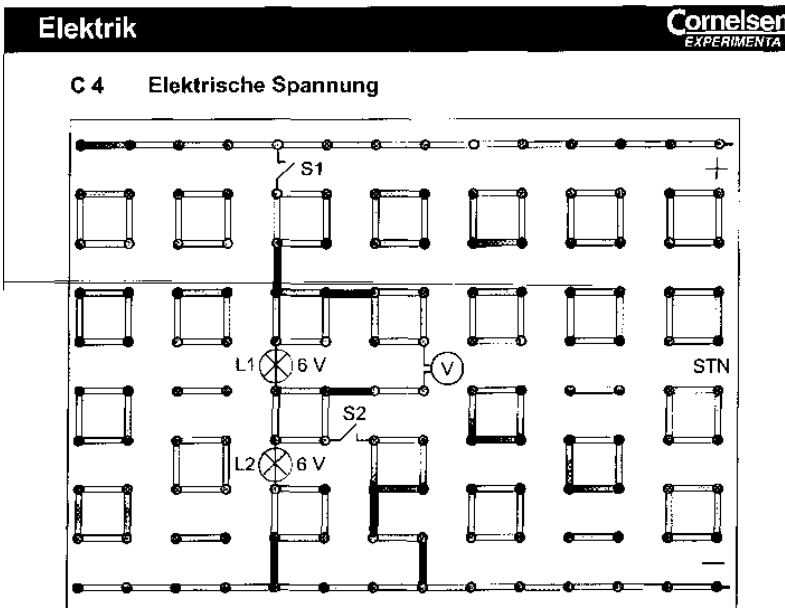 Elektrik
Cornelsen
EXPERIMENTA
C 4 Elektrische Spannung
S1
+
L1 6 V
V
STN
S2
L2 6 V
—